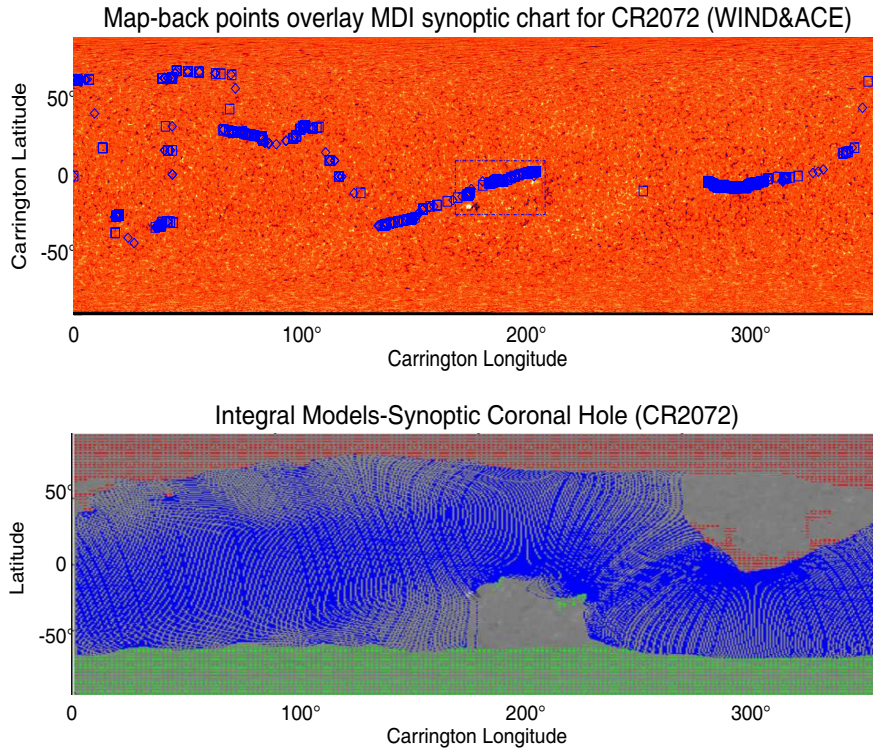 Map-back points overlay MDI synoptic chart for CR2072 (WIND&ACE)
Carrington Latitude
50°
0
-50°
0
100°
200°
300°
Carrington Longitude
Integral Models-Synoptic Coronal Hole (CR2072)
Latitude
50°
0
-50°
0
100°
200°
300°
Carrington Longitude